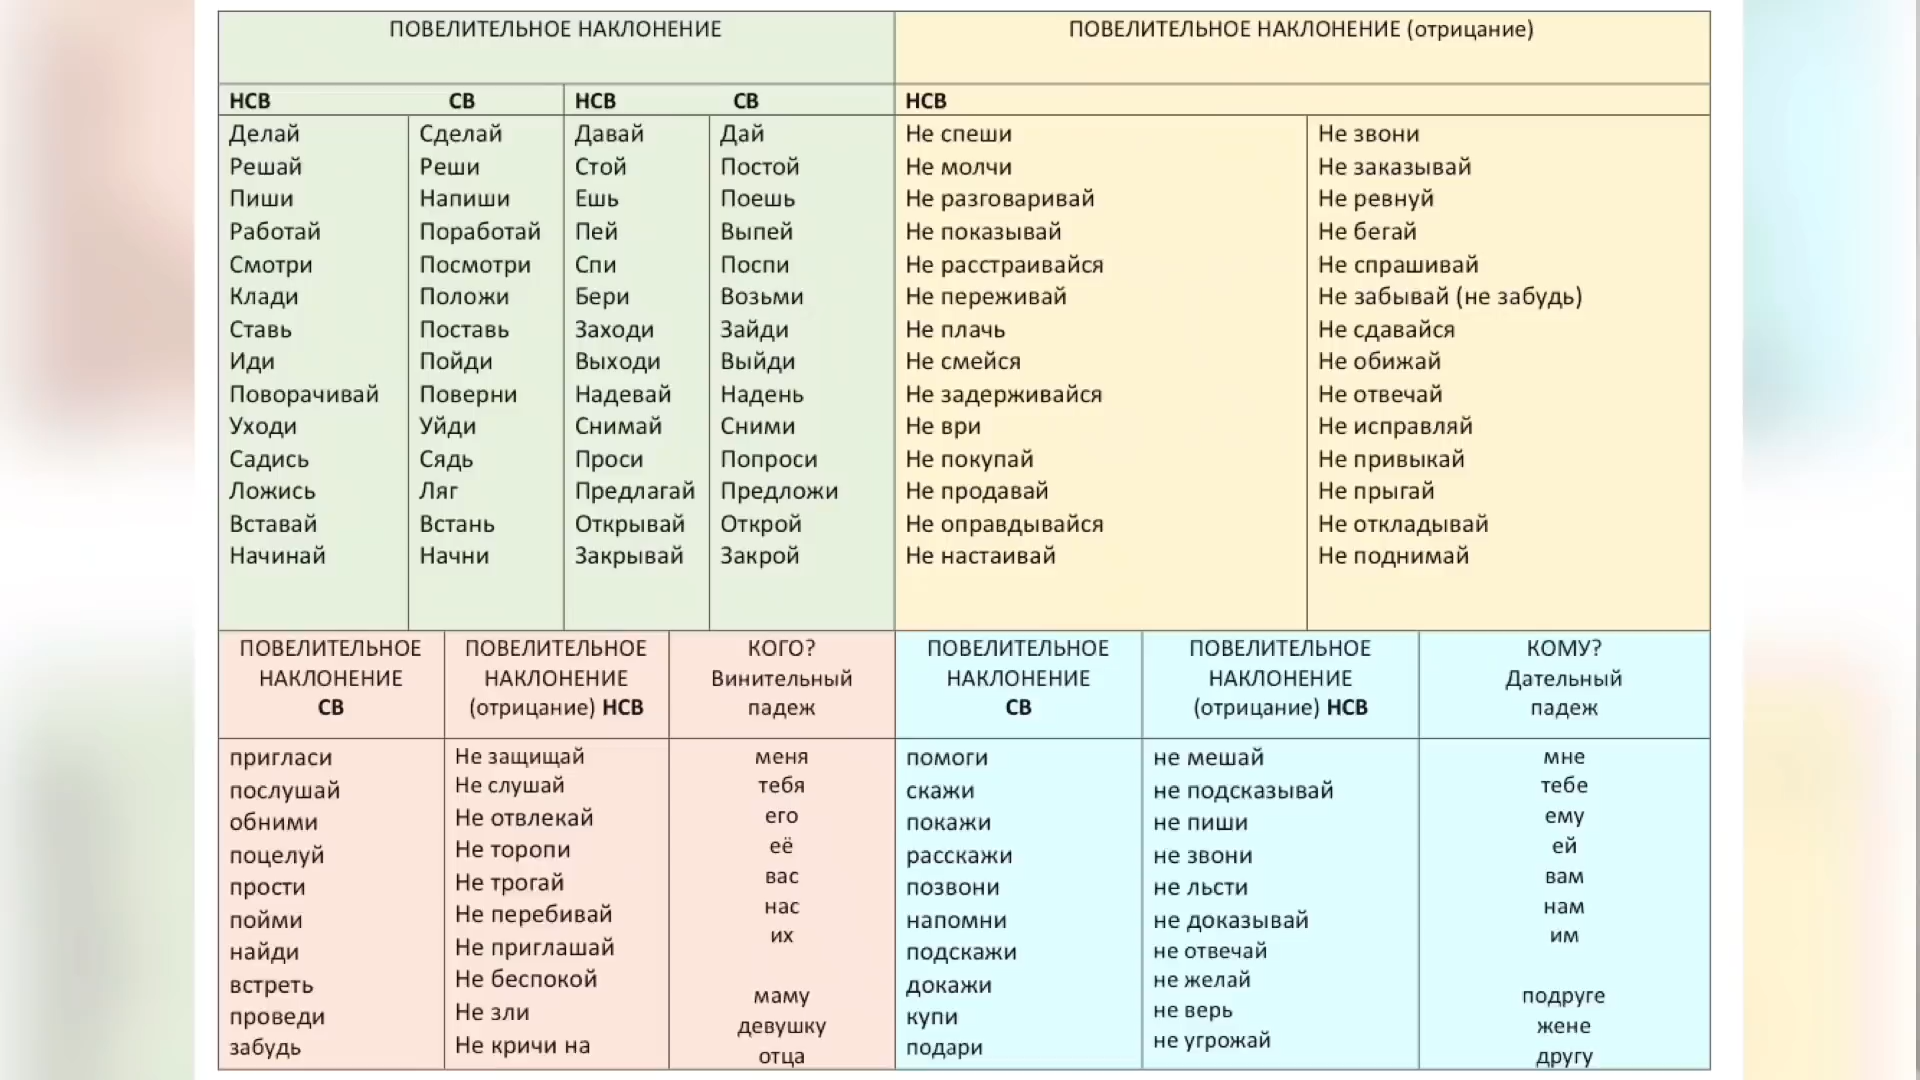 ПОВЕЛИТЕЛЬНОЕ НАКЛОНЕНИЕ
ПОВЕЛИТЕЛЬНОЕ НАКЛОНЕНИЕ (отрицание)
НСВ СВ НСВ СВ НСВ
Делай Сделай Давай Дай Не спеши Не звони
Решай Реши Стой Постой Не молчи Не заказывай
Пиши Напиши Ешь Поешь Не разговаривай Не ревнуй
Работай Поработай Пей Выпей Не показывай Не бегай
Смотри Посмотри Спи Поспи Не расстраивайся Не спрашивай
Клади Положи Бери Возьми Не переживай Не забывай (не забудь)
Ставь Поставь Заходи Зайди Не плачь Не сдавайся
Иди Пойди Выходи Выйди Не смейся Не обижай
Поворачивай Поверни Надевай Надень Не задерживайся Не отвечай
Уходи Уйди Снимай Сними Не ври Не исправляй
Садись Сядь Проси Попроси Не покупай Не привыкай
Ложись Ляг Предлагай Предложи Не продавай Не прыгай
Вставай Встань Открывай Открой Не оправдывайся Не откладывай
Начинай Начни Закрывай Закрой Не настаивай Не поднимай
ПОВЕЛИТЕЛЬНОЕ ПОВЕЛИТЕЛЬНОЕ КОГО? ПОВЕЛИТЕЛЬНОЕ ПОВЕЛИТЕЛЬНОЕ КОМУ?
НАКЛОНЕНИЕ НАКЛОНЕНИЕ Винительный НАКЛОНЕНИЕ НАКЛОНЕНИЕ Дательный
СВ (отрицание) НСВ падеж СВ (отрицание) НСВ падеж
пригласи Не защищай меня помоги не мешай мне
послушай Не слушай тебя скажи не подсказывай тебе
обними Не отвлекай его покажи не пиши ему
поцелуй Не торопи её расскажи не звони ей
прости Не трогай вас позвони не льсти вам
пойми Не перебивай нас напомни не доказывай нам
найди Не приглашай их подскажи не отвечай им
встреть Не беспокой маму докажи не желай подруге
проведи Не зли девушку купи не верь жене
забудь Не кричи на отца подари не угрожай другу